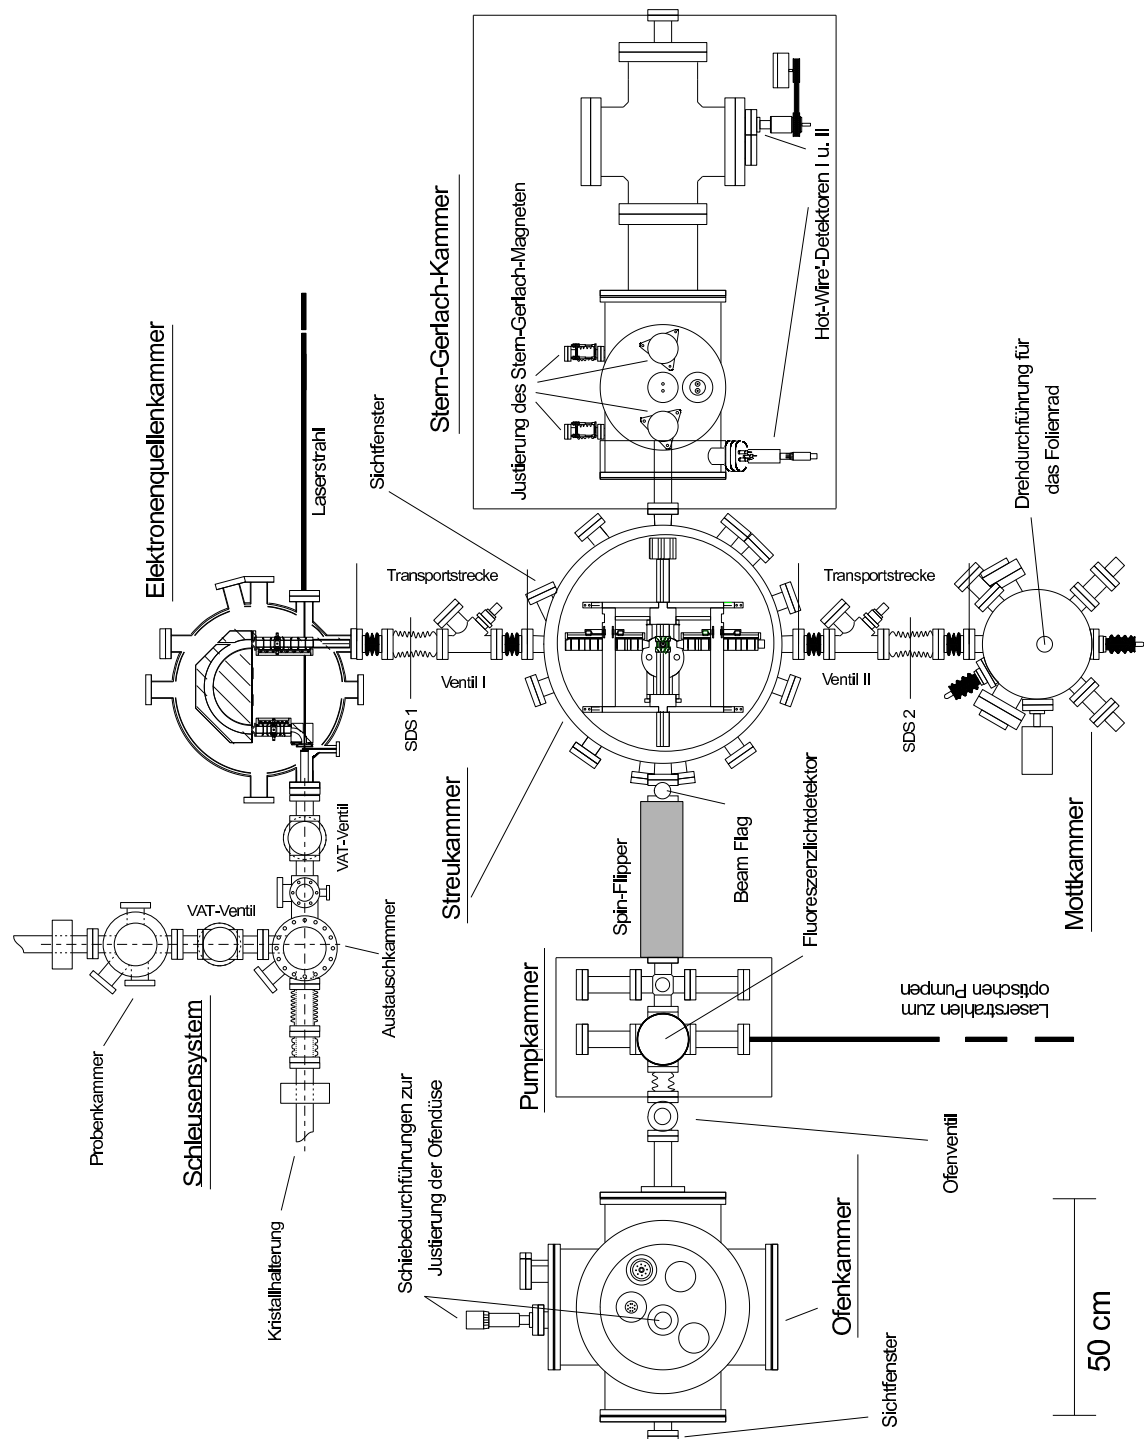 Elektronenquellenkammer
Laserstrahl
Sichtfenster
Transportstrecke
SDS 1
Ventil I
VAT-Ventil
VAT-Ventil
Probenkammer
Schleusensystem
Austauschkammer
Kristallhalterung
Stern-Gerlach-Kammer
Justierung des Stern-Gerlach-Magneten
Hot-Wire'-Detektoren I u. II
Streukammer
Spin-Flipper
Beam Flag
Fluoreszenzlichtdetektor
Pumpkammer
Schiebedurchführungen zur
Justierung der Ofendüse
Ofenventil
Ofenkammer
Sichtfenster
Transportstrecke
Ventil II
SDS 2
Drehdurchführung für
das Folienrad
Mottkammer
Laserstrahlen zum
optischen Pumpen
50 cm